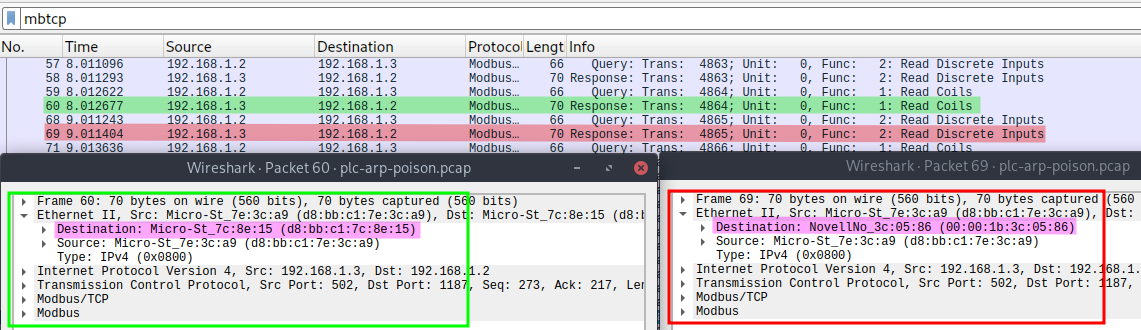 mbtcp
No. Time Source Destination Protocol Lengt Info
57 8.011096 192.168.1.2 192.168.1.3 Modbus… 66 Query: Trans: 4863; Unit: 0, Func: 2: Read Discrete Inputs
58 8.011293 192.168.1.3 192.168.1.2 Modbus… 70 Response: Trans: 4863; Unit: 0, Func: 2: Read Discrete Inputs
59 8.012622 192.168.1.2 192.168.1.3 Modbus… 66 Query: Trans: 4864; Unit: 0, Func: 1: Read Coils
60 8.012677 192.168.1.3 192.168.1.2 Modbus… 70 Response: Trans: 4864; Unit: 0, Func: 1: Read Coils
68 9.011243 192.168.1.2 192.168.1.3 Modbus… 66 Query: Trans: 4865; Unit: 0, Func: 2: Read Discrete Inputs
69 9.011404 192.168.1.3 192.168.1.2 Modbus… 70 Response: Trans: 4865; Unit: 0, Func: 2: Read Discrete Inputs
71 9.013636 192.168.1.2 192.168.1.3 Modbus… 66 Query: Trans: 4866; Unit: 0, Func: 1: Read Coils
Wireshark · Packet 60 · plc-arp-poison.pcap
Frame 60: 70 bytes on wire (560 bits), 70 bytes captured (560 bits)
Ethernet II, Src: Micro-St_7e:3c:a9 (d8:bb:c1:7e:3c:a9), Dst: Micro-St_7c:8e:15 (d8:b
Destination: Micro-St_7c:8e:15 (d8:bb:c1:7c:8e:15)
Source: Micro-St_7e:3c:a9 (d8:bb:c1:7e:3c:a9)
Type: IPv4 (0x0800)
Internet Protocol Version 4, Src: 192.168.1.3, Dst: 192.168.1.2
Transmission Control Protocol, Src Port: 502, Dst Port: 1187, Seq: 273, Ack: 217, Len
Modbus/TCP
Modbus
Wireshark · Packet 69 · plc-arp-poison.pcap
Frame 69: 70 bytes on wire (560 bits), 70 bytes captured (560
Ethernet II, Src: Micro-St_7e:3c:a9 (d8:bb:c1:7e:3c:a9), Dst:
Destination: NovellNo_3c:05:86 (00:00:1b:3c:05:86)
Source: Micro-St_7e:3c:a9 (d8:bb:c1:7e:3c:a9)
Type: IPv4 (0x0800)
Internet Protocol Version 4, Src: 192.168.1.3, Dst: 192.168.1.
Transmission Control Protocol, Src Port: 502, Dst Port: 1187,
Modbus/TCP
Modbus